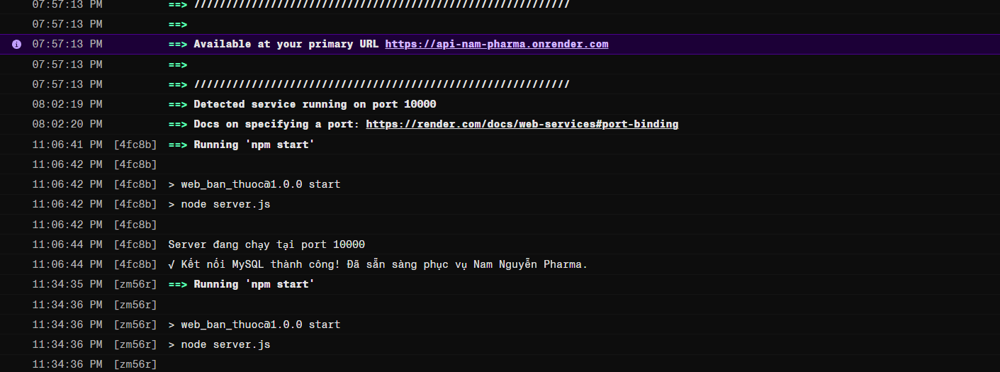 07:57:13 PM ==> ///////////////////////////////////////////////////////////
07:57:13 PM ==>
07:57:13 PM ==> Available at your primary URL https://api-nam-pharma.onrender.com
07:57:13 PM ==>
07:57:13 PM ==> ///////////////////////////////////////////////////////////
08:02:19 PM ==> Detected service running on port 10000
08:02:20 PM ==> Docs on specifying a port: https://render.com/docs/web-services#port-binding
11:06:41 PM [4fc8b] ==> Running 'npm start'
11:06:42 PM [4fc8b]
11:06:42 PM [4fc8b] > web_ban_thuoc@1.0.0 start
11:06:42 PM [4fc8b] > node server.js
11:06:42 PM [4fc8b]
11:06:44 PM [4fc8b] Server đang chạy tại port 10000
11:06:44 PM [4fc8b] √ Kết nối MySQL thành công! Đã sẵn sàng phục vụ Nam Nguyễn Pharma.
11:34:35 PM [zm56r] ==> Running 'npm start'
11:34:36 PM [zm56r]
11:34:36 PM [zm56r] > web_ban_thuoc@1.0.0 start
11:34:36 PM [zm56r] > node server.js
11:34:36 PM [zm56r]